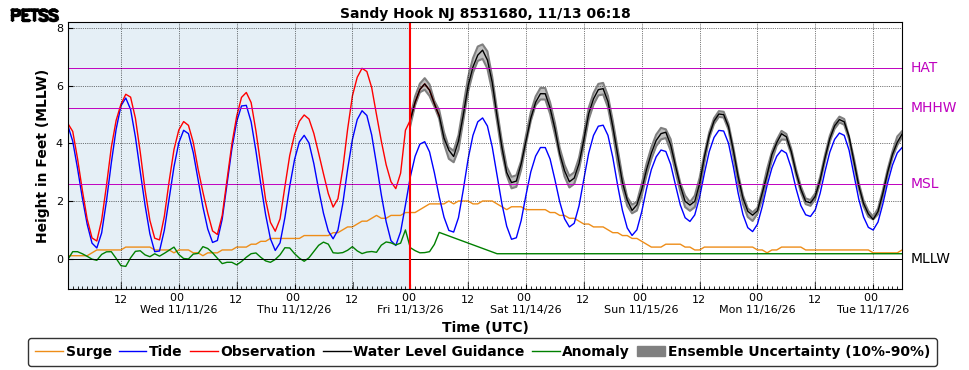 PETSS
Sandy Hook NJ 8531680, 11/13 06:18
Height in Feet (MLLW)
8
6
4
2
0
HAT
MHHW
MSL
MLLW
12 00 12 00 12 00 12 00 12 00 12 00 12 00
Wed 11/11/26 Thu 11/12/26 Fri 11/13/26 Sat 11/14/26 Sun 11/15/26 Mon 11/16/26 Tue 11/17/26
Time (UTC)
Surge Tide Observation Water Level Guidance Anomaly Ensemble Uncertainty (10%-90%)